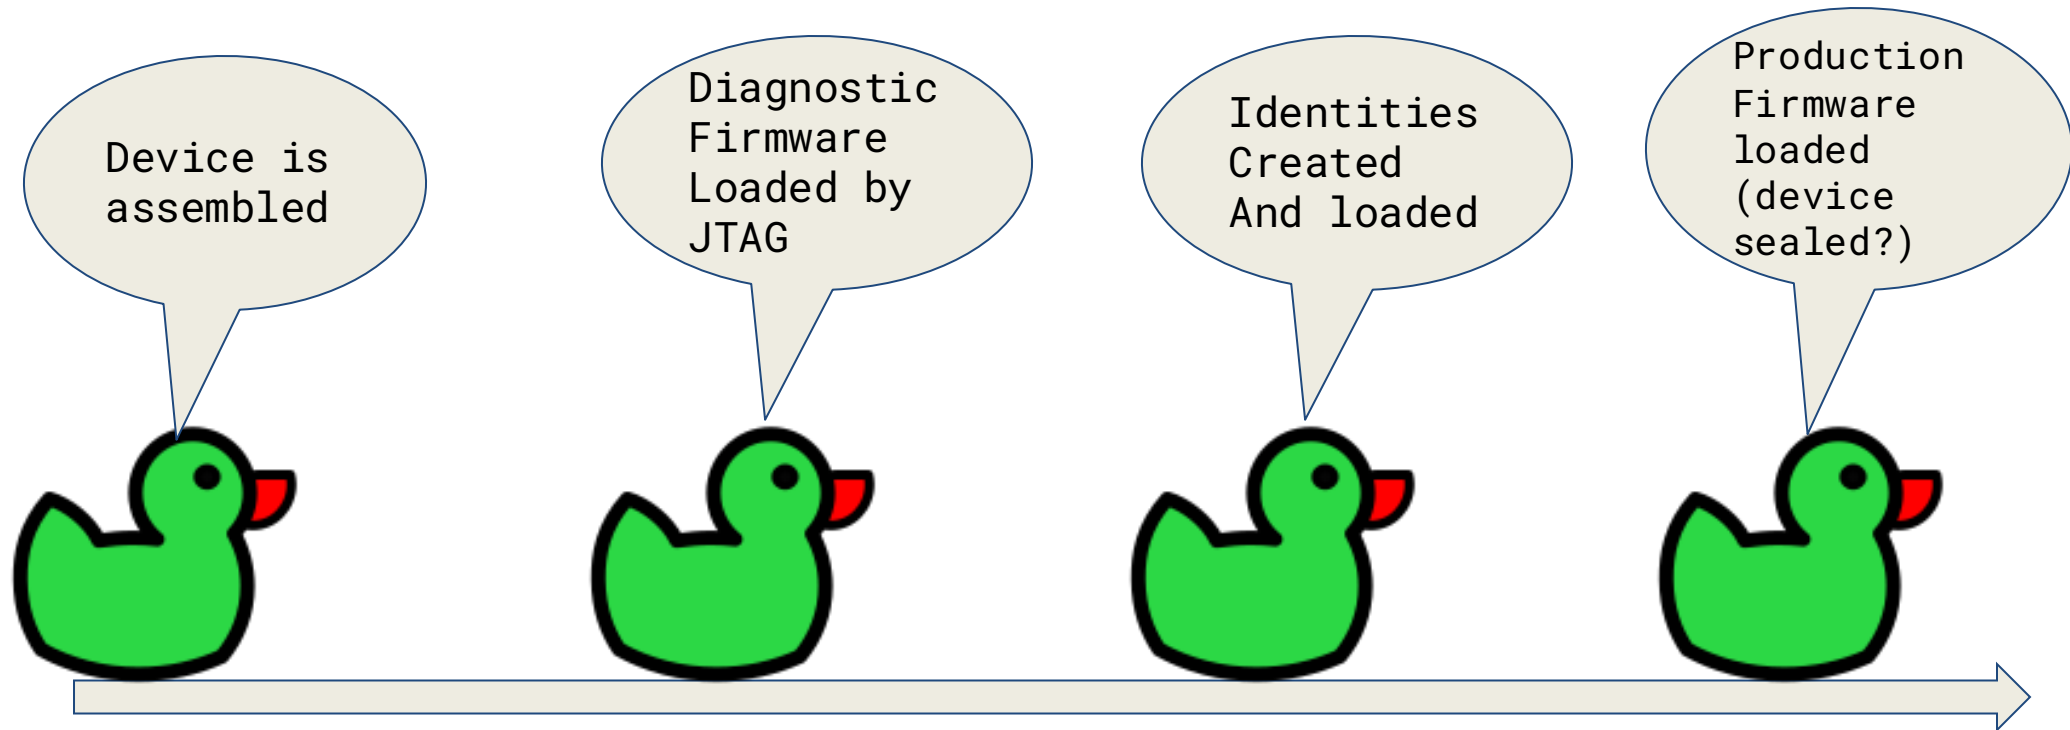 Device is
assembled
Diagnostic
Firmware
Loaded by
JTAG
Identities
Created
And loaded
Production
Firmware
loaded
(device
sealed?)